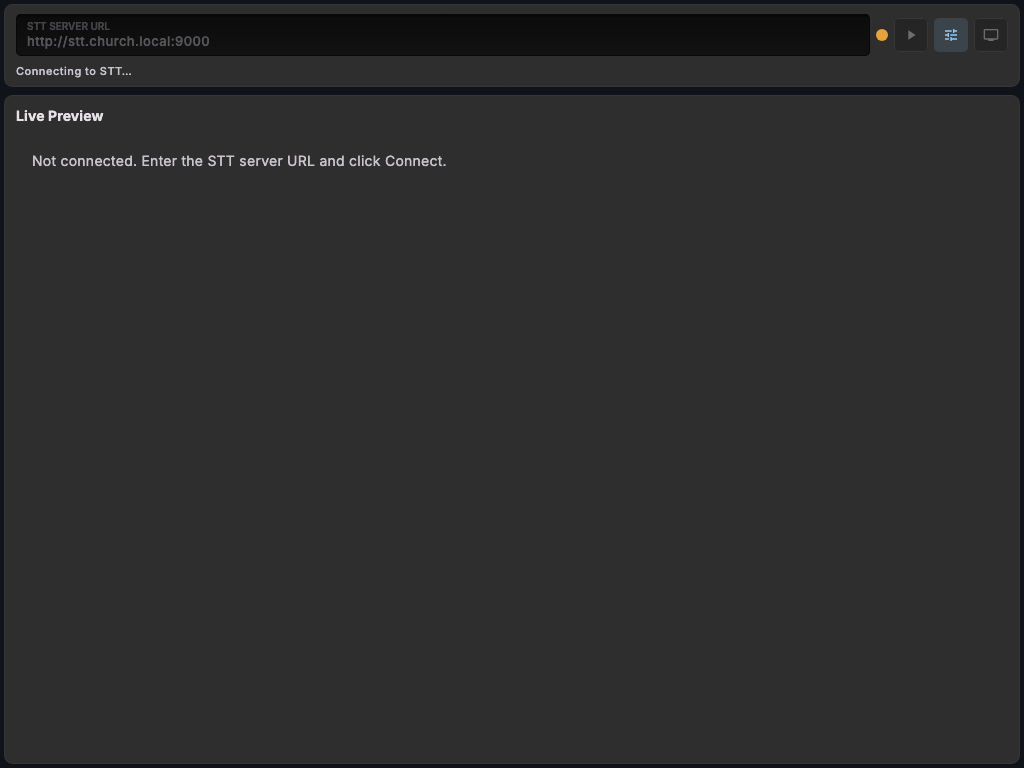 STT SERVER URL
http://stt.church.local:9000
Connecting to STT...
Live Preview
Not connected. Enter the STT server URL and click Connect.